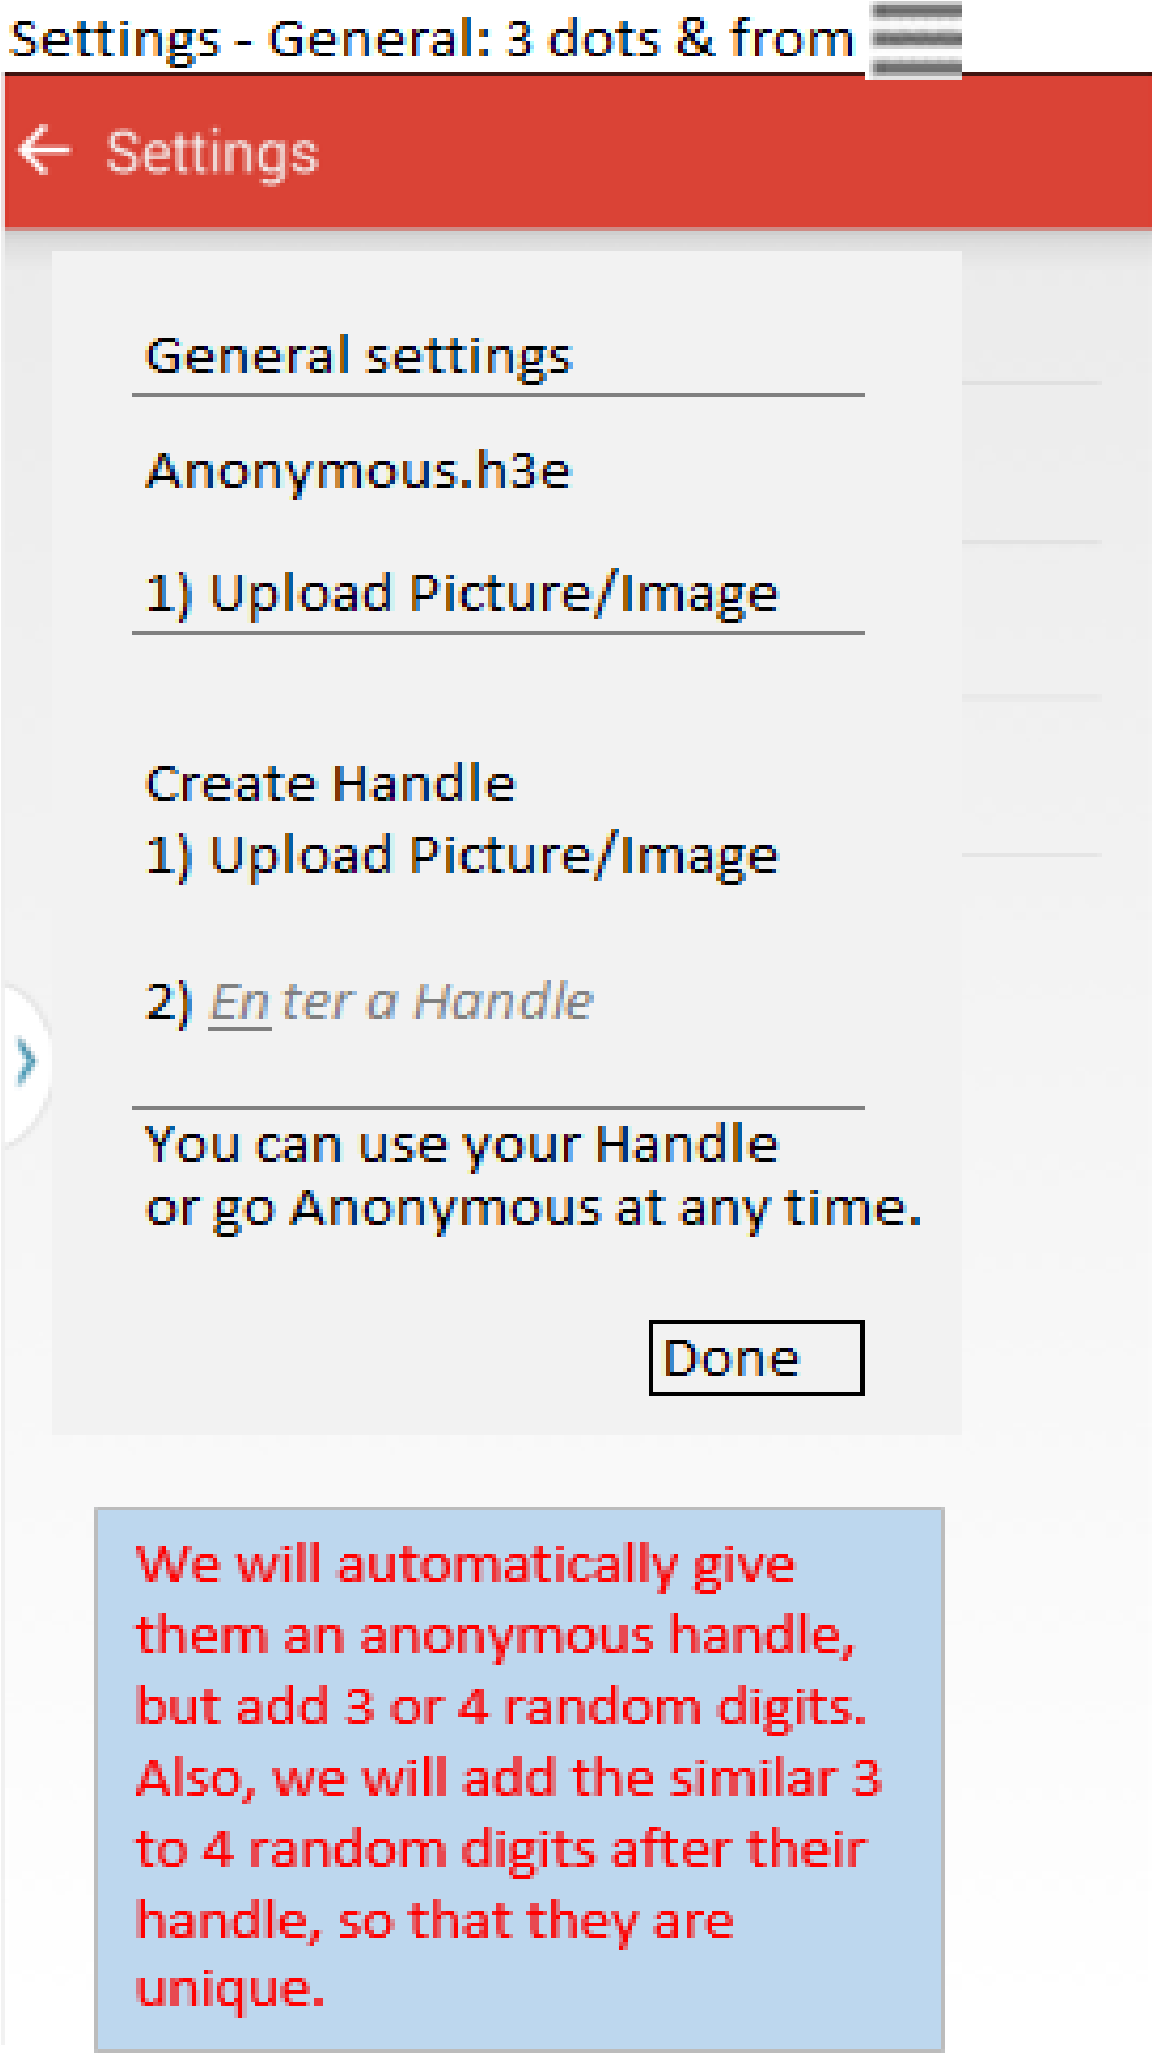 Settings - General: 3 dots & from
Settings
General settings
Anonymous.h3e
1) Upload Picture/Image
Create Handle
1) Upload Picture/Image
2) En ter a Handle
You can use your Handle
or go Anonymous at any time.
Done
We will automatically give
them an anonymous handle,
but add 3 or 4 random digits.
Also, we will add the similar 3
to 4 random digits after their
handle, so that they are
unique.